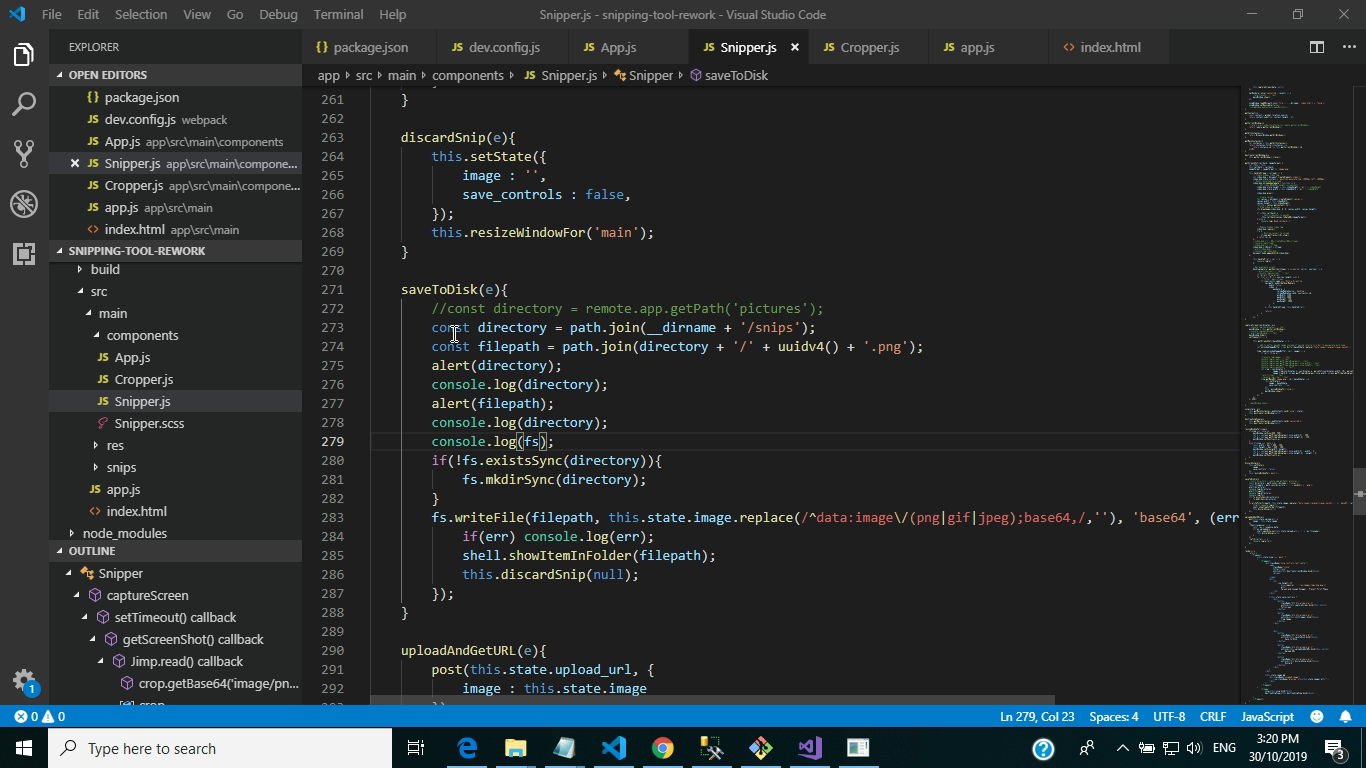 File Edit Selection View Go Debug Terminal Help Snipper.js - snipping-tool-rework - Visual Studio Code
EXPLORER
OPEN EDITORS
{} package.json
JS dev.config.js webpack
JS App.js app\src\main\components
JS Snipper.js app\src\main\compone...
JS Cropper.js app\src\main\compone...
JS app.js app\src\main
<> index.html app\src\main
SNIPPING-TOOL-REWORK
build
src
main
components
JS App.js
JS Cropper.js
JS Snipper.js
Snipper.scss
res
snips
JS app.js
<> index.html
node_modules
OUTLINE
Snipper
captureScreen
setTimeout() callback
getScreenShot() callback
Jimp.read() callback
crop.getBase64('image/pn...
{} package.json JS dev.config.js JS App.js JS Snipper.js × JS Cropper.js JS app.js <> index.html
app › src › main › components › JS Snipper.js › Snipper › saveToDisk
261 }
262
263 discardSnip(e){
264 this.setState({
265 image : '',
266 save_controls : false,
267 });
268 this.resizeWindowFor('main');
269 }
270
271 saveToDisk(e){
272 //const directory = remote.app.getPath('pictures');
273 const directory = path.join(__dirname + '/snips');
274 const filepath = path.join(directory + '/' + uuidv4() + '.png');
275 alert(directory);
276 console.log(directory);
277 alert(filepath);
278 console.log(directory);
279 console.log(fs);
280 if(!fs.existsSync(directory)){
281 fs.mkdirSync(directory);
282 }
283 fs.writeFile(filepath, this.state.image.replace(/^data:image\/(png|gif|jpeg);base64,/,''), 'base64', (err
284 if(err) console.log(err);
285 shell.showItemInFolder(filepath);
286 this.discardSnip(null);
287 });
288 }
289
290 uploadAndGetURL(e){
291 post(this.state.upload_url, {
292 image : this.state.image
1
0 0 Ln 279, Col 23 Spaces: 4 UTF-8 CRLF JavaScript
Type here to search
ENG
3:20 PM
30/10/2019
3